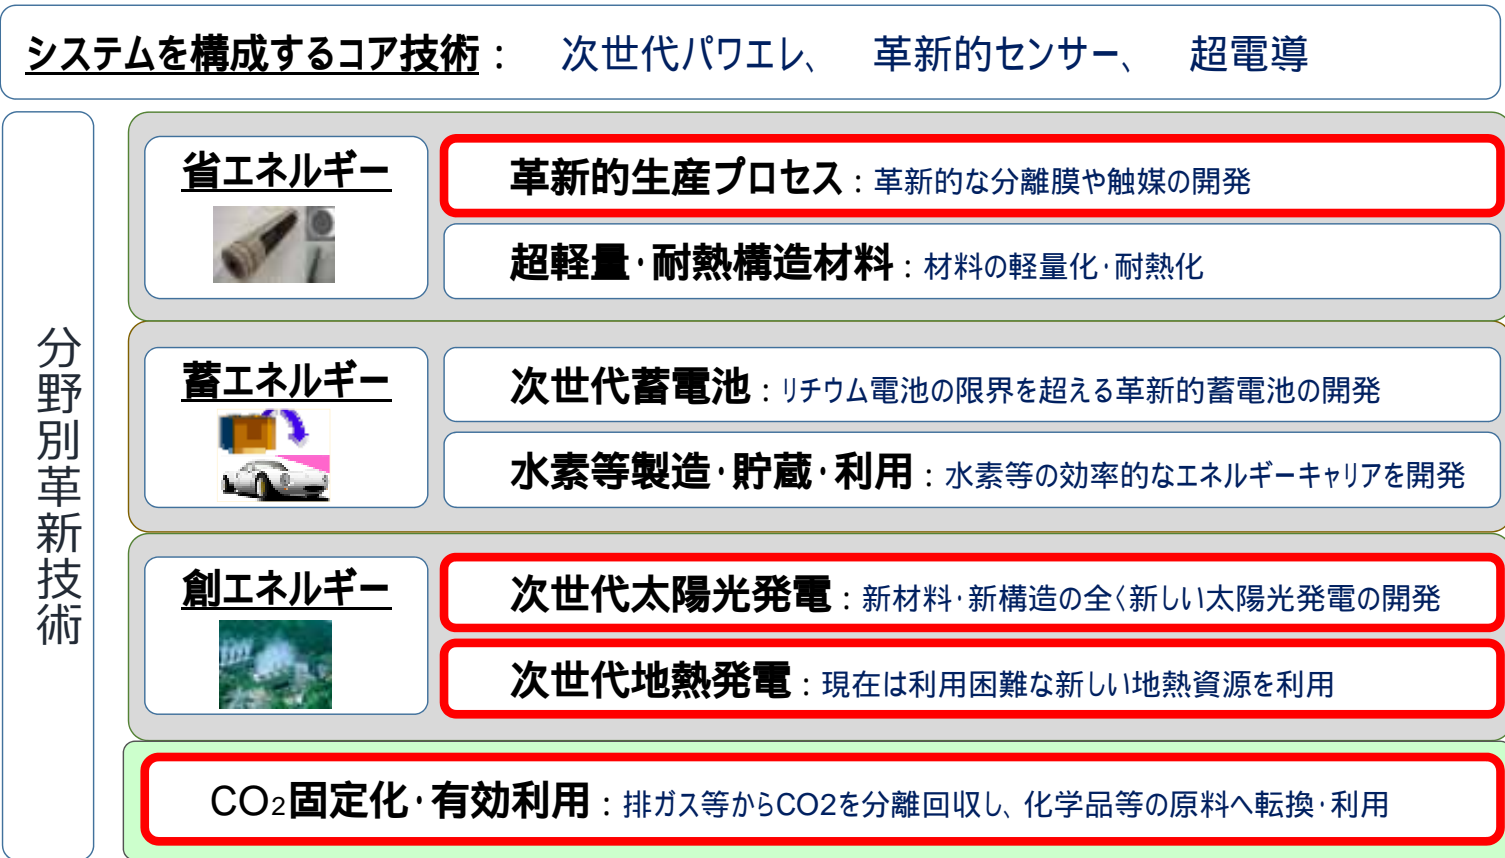 システムを構成するコア技術： 次世代パワエレ、 革新的センサー、 超電導
分野別革新技術
省エネルギー
革新的生産プロセス：革新的な分離膜や触媒の開発
超軽量・耐熱構造材料：材料の軽量化・耐熱化
蓄エネルギー
次世代蓄電池：リチウム電池の限界を超える革新的蓄電池の開発
水素等製造・貯蔵・利用：水素等の効率的なエネルギーキャリアを開発
創エネルギー
次世代太陽光発電：新材料・新構造の全く新しい太陽光発電の開発
次世代地熱発電：現在は利用困難な新しい地熱資源を利用
CO₂固定化・有効利用：排ガス等からCO2を分離回収し、化学品等の原料へ転換・利用